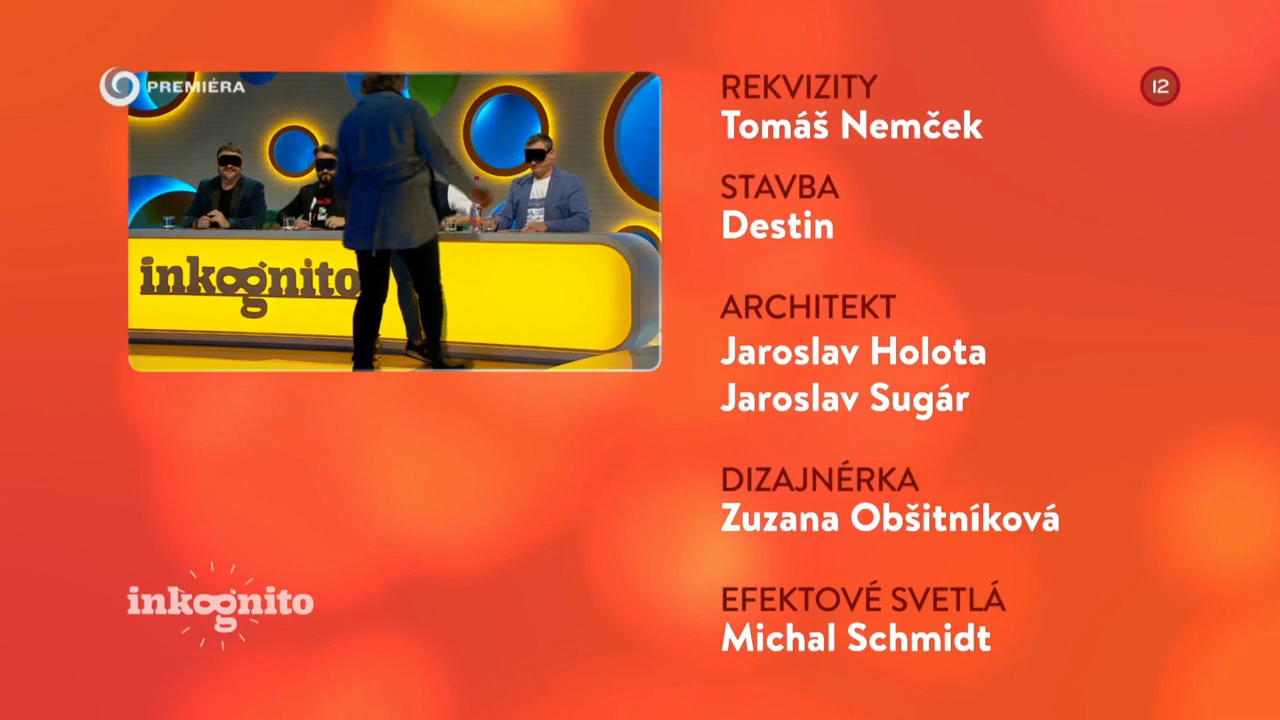 PREMIÉRA
inkognito
REKVIZITY
Tomáš Nemček
STAVBA
Destin
ARCHITEKT
Jaroslav Holota
Jaroslav Sugár
DIZAJNÉRKA
Zuzana Obšitníková
EFEKTOVÉ SVETLÁ
Michal Schmidt
12
inkognito